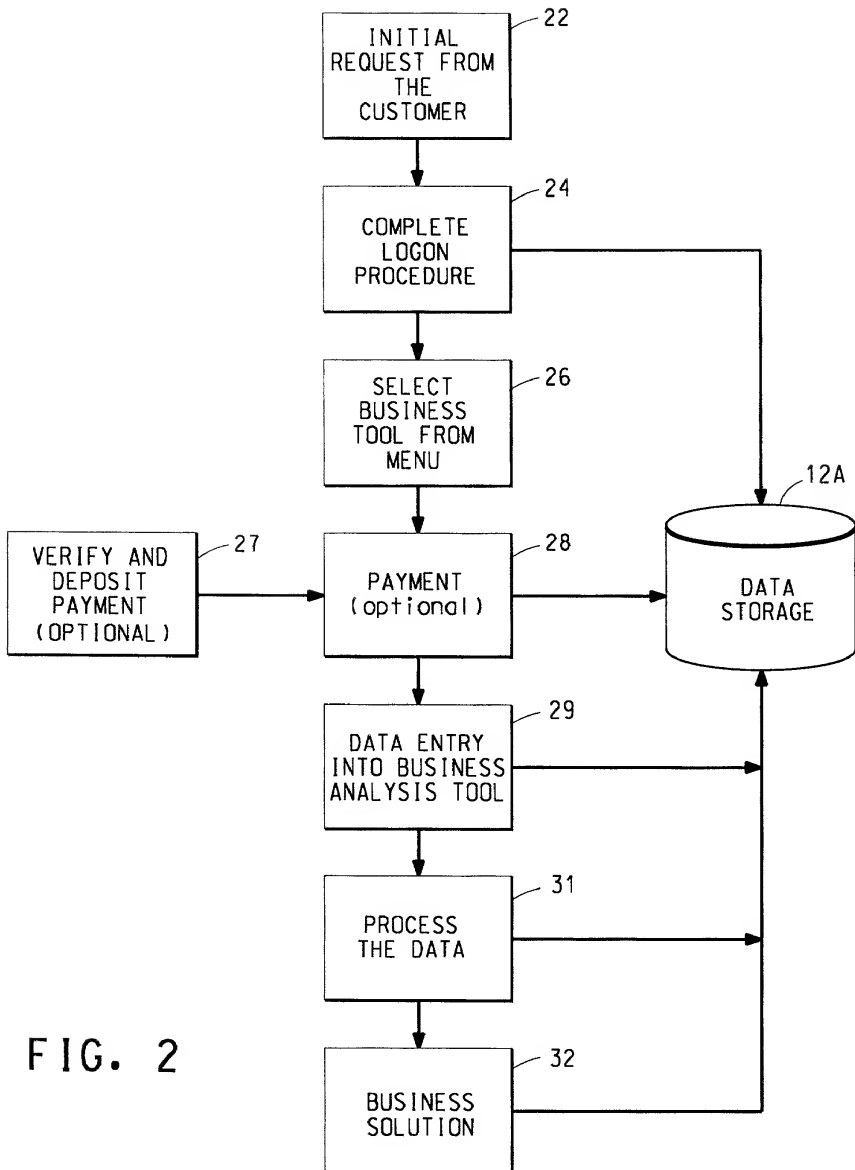 22
INITIAL
REQUEST FROM
THE
CUSTOMER
24
COMPLETE
LOGON
PROCEDURE
26
SELECT
BUSINESS
TOOL FROM
MENU
12A
DATA
STORAGE
27
VERIFY AND
DEPOSIT
PAYMENT
(OPTIONAL)
28
PAYMENT
(optional)
29
DATA ENTRY
INTO BUSINESS
ANALYSIS TOOL
31
PROCESS
THE DATA
32
BUSINESS
SOLUTION
FIG. 2